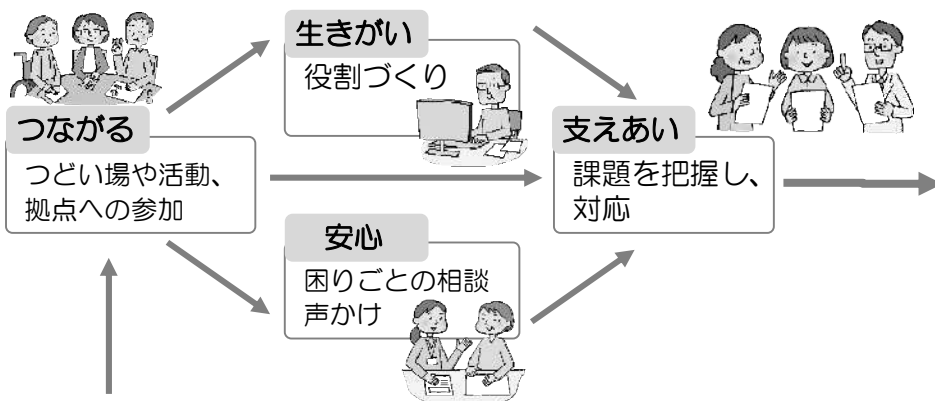 つながる
つどい場や活動、
拠点への参加
生きがい
役割づくり
安心
困りごとの相談
声かけ
支えあい
課題を把握し、
対応